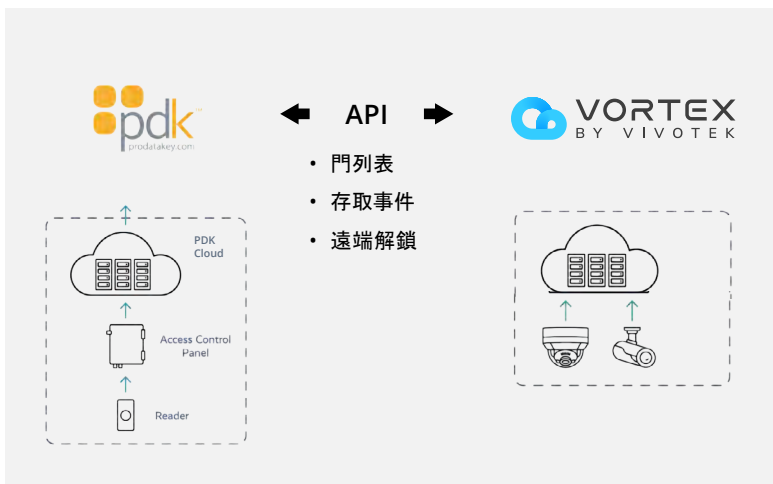 pdk
prodatakey.com
API
VORTEX
BY VIVOTEK
• 門列表
• 存取事件
• 遠端解鎖
PDK
Cloud
Access Control
Panel
Reader